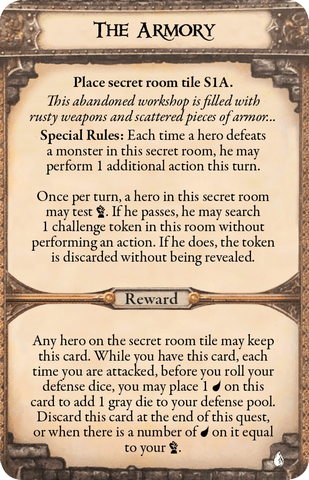 The Armory
Place secret room tile S1A.
This abandoned workshop is filled with
rusty weapons and scattered pieces of armor...
Special Rules: Each time a hero defeats
a monster in this secret room, he may
perform 1 additional action this turn.
Once per turn, a hero in this secret room
may test . If he passes, he may search
1 challenge token in this room without
performing an action. If he does, the token
is discarded without being revealed.
Reward
Any hero on the secret room tile may keep
this card. While you have this card, each
time you are attacked, before you roll your
defense dice, you may place 1 on this
card to add 1 gray die to your defense pool.
Discard this card at the end of this quest,
or when there is a number of on it equal
to your .